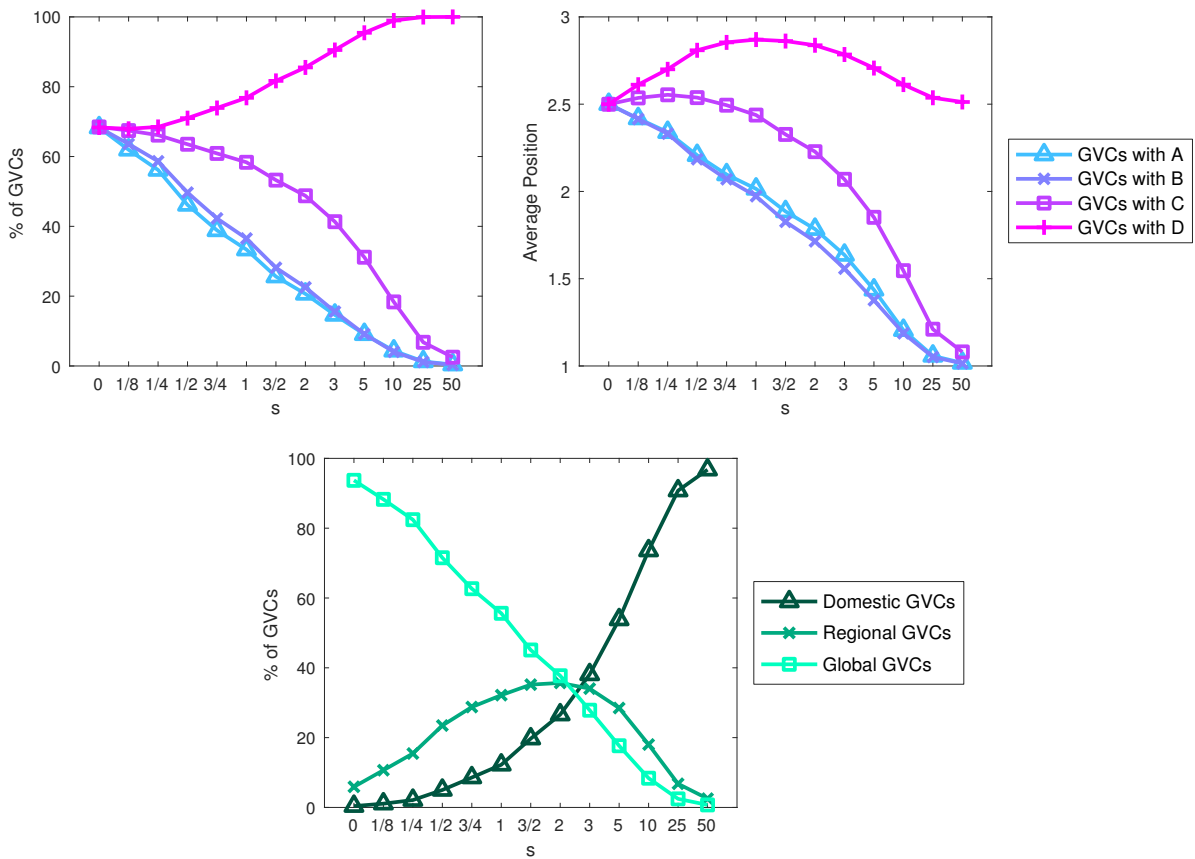 100
80
60
40
20
0
% of GVCs
0 1/8 1/4 1/2 3/4 1 3/2 2 3 5 10 25 50
s
3
2.5
2
1.5
1
Average Position
0 1/8 1/4 1/2 3/4 1 3/2 2 3 5 10 25 50
s
GVCs with A
GVCs with B
GVCs with C
GVCs with D
100
80
60
40
20
0
% of GVCs
0 1/8 1/4 1/2 3/4 1 3/2 2 3 5 10 25 50
s
Domestic GVCs
Regional GVCs
Global GVCs